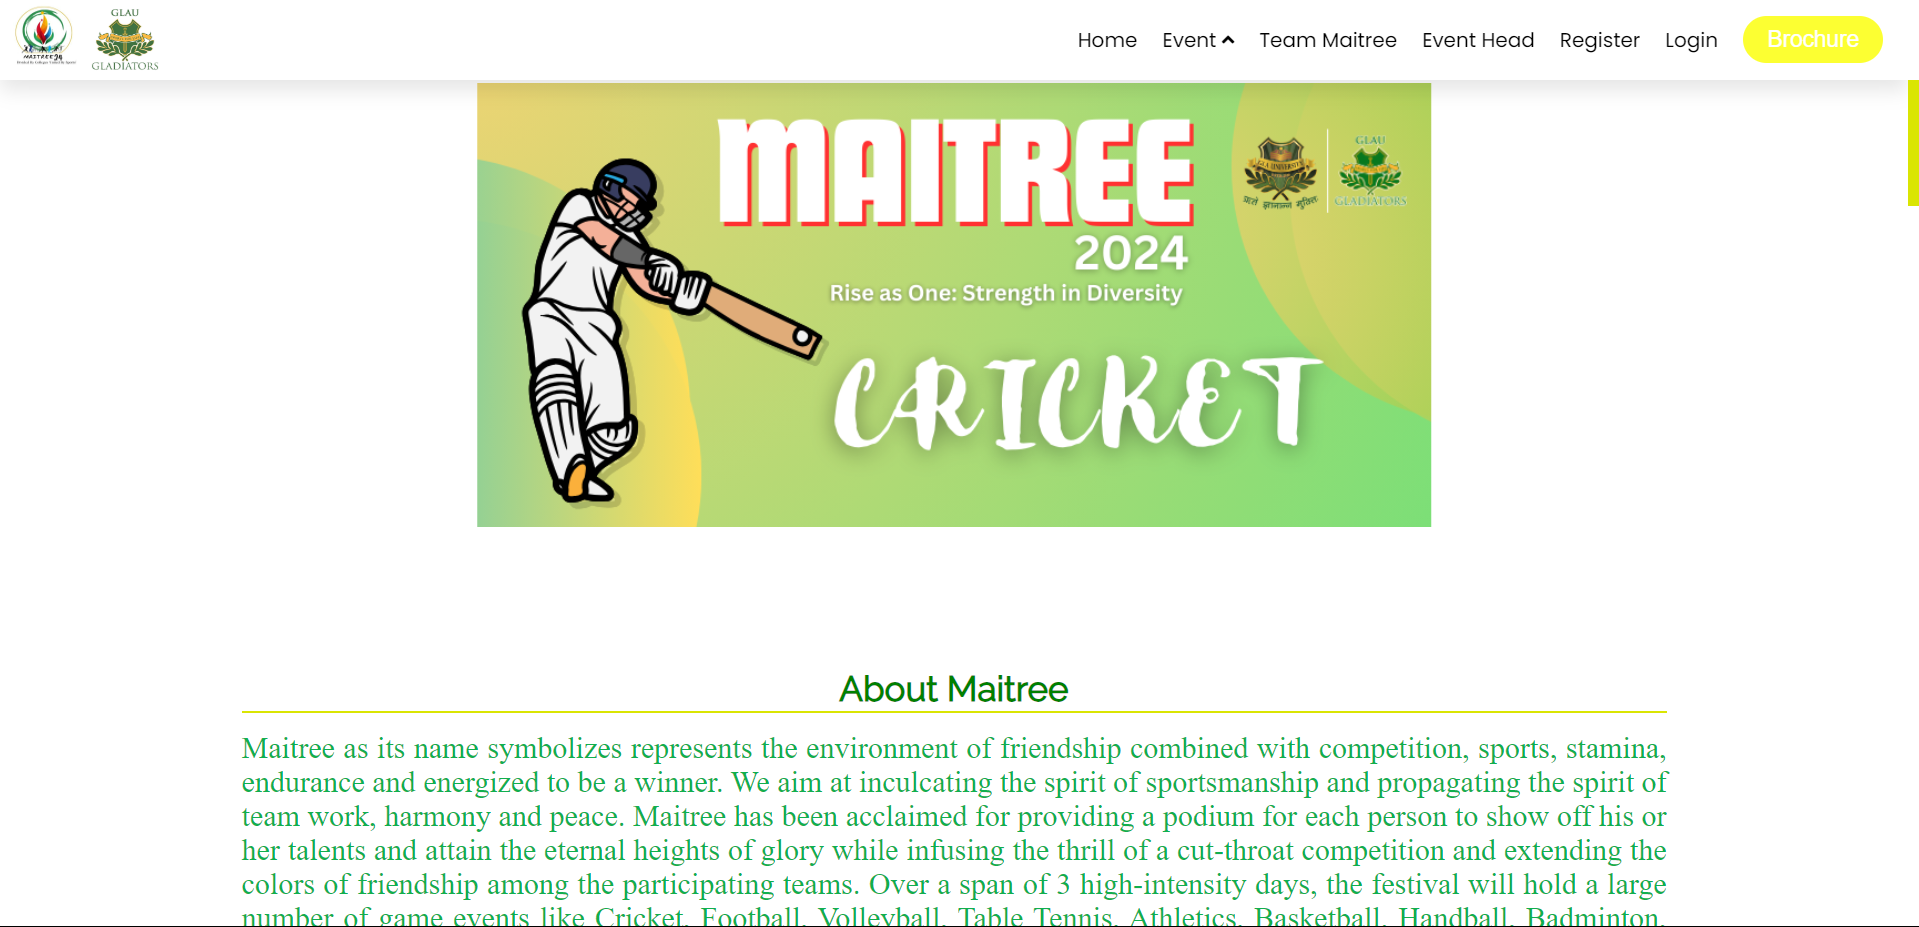 MAITREE'24
GLAU
GLADIATORS
Home Event Team Maitree Event Head Register Login Brochure
MAITREE
2024
Rise as One: Strength in Diversity
CRICKET
GLA UNIVERSITY
GLAU
GLADIATORS
About Maitree
Maitree as its name symbolizes represents the environment of friendship combined with competition, sports, stamina,
endurance and energized to be a winner. We aim at inculcating the spirit of sportsmanship and propagating the spirit of
team work, harmony and peace. Maitree has been acclaimed for providing a podium for each person to show off his or
her talents and attain the eternal heights of glory while infusing the thrill of a cut-throat competition and extending the
colors of friendship among the participating teams. Over a span of 3 high-intensity days, the festival will hold a large
number of game events like Cricket, Football, Volleyball, Table Tennis, Athletics, Basketball, Handball, Badminton,